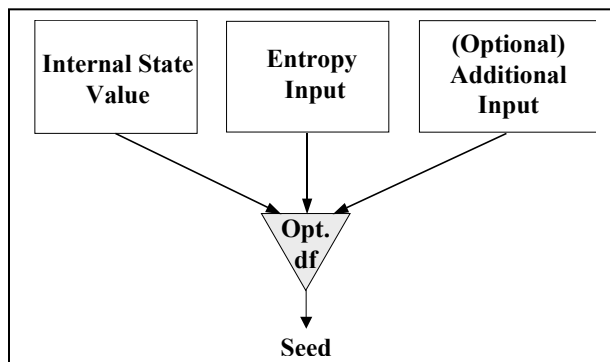 Internal State
Value
Entropy
Input
(Optional)
Additional
Input
Opt.
df
Seed